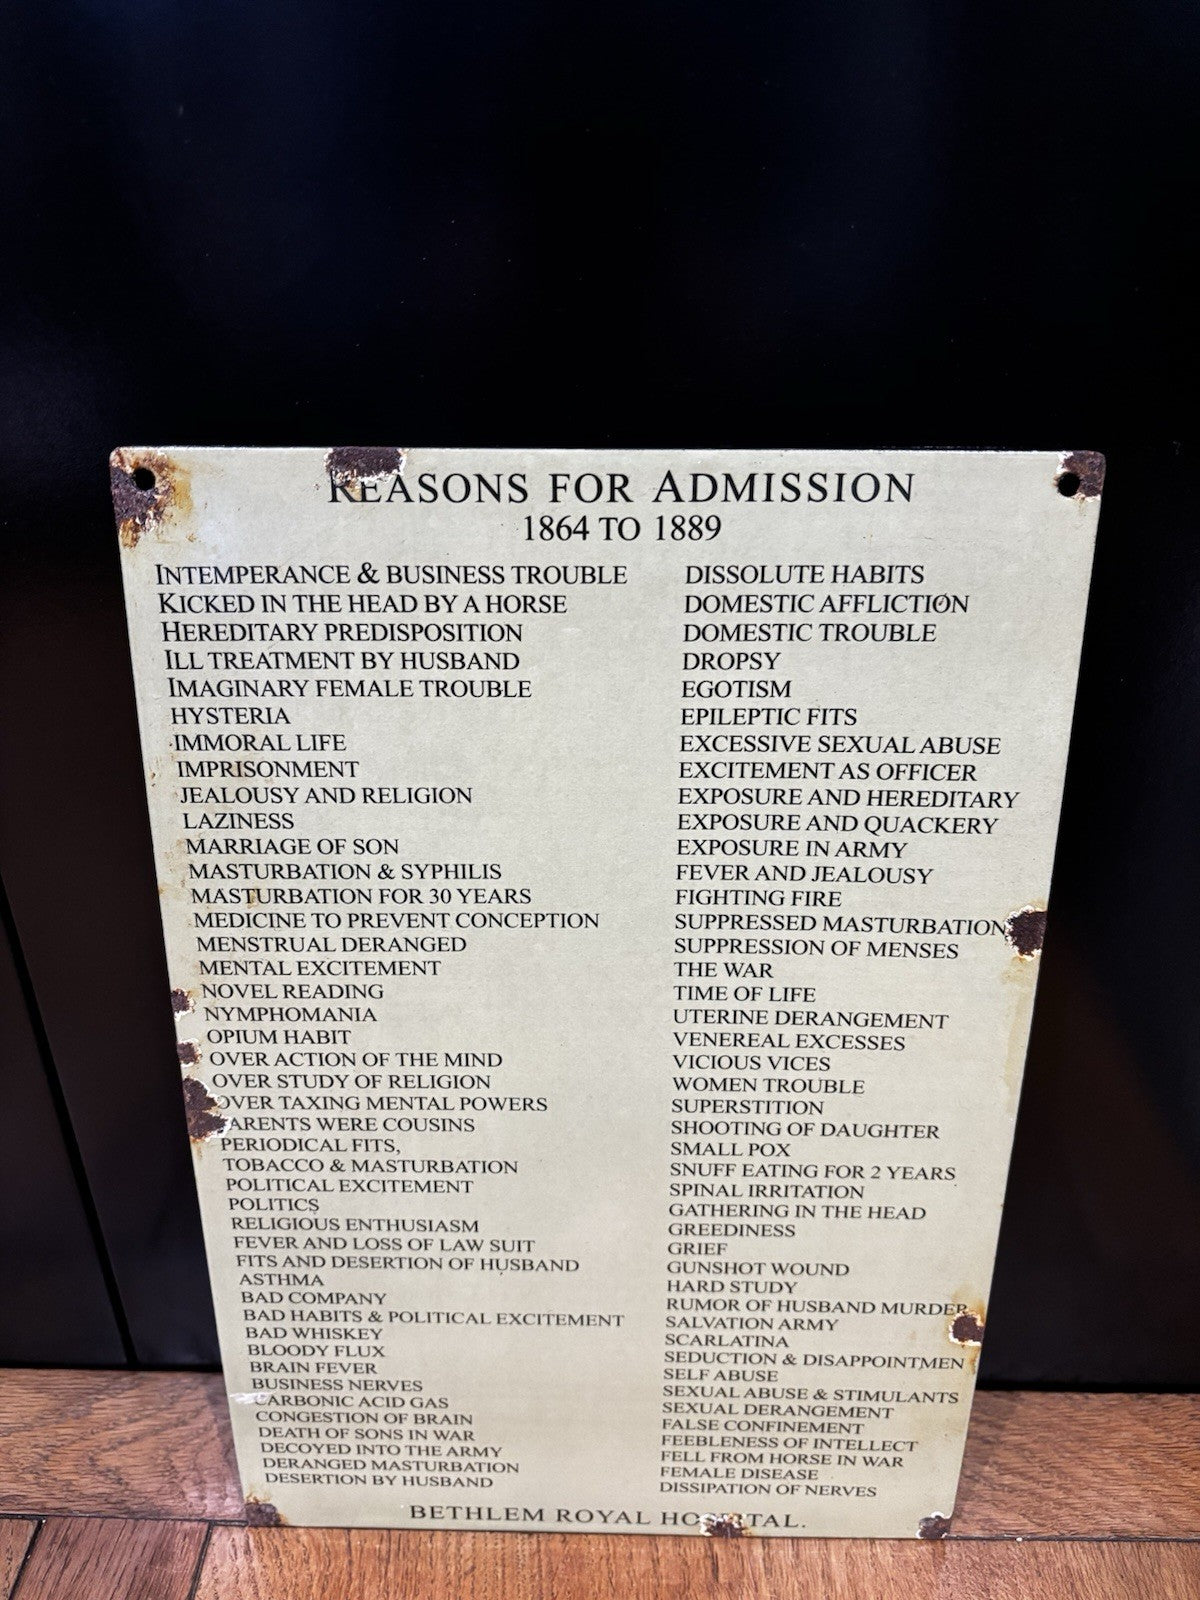 REASONS FOR ADMISSION
1864 TO 1889
INTEMPERANCE & BUSINESS TROUBLE
KICKED IN THE HEAD BY A HORSE
HEREDITARY PREDISPOSITION
ILL TREATMENT BY HUSBAND
IMAGINARY FEMALE TROUBLE
HYSTERIA
IMMORAL LIFE
IMPRISONMENT
JEALOUSY AND RELIGION
LAZINESS
MARRIAGE OF SON
MASTURBATION & SYPHILIS
MASTURBATION FOR 30 YEARS
MEDICINE TO PREVENT CONCEPTION
MENSTRUAL DERANGED
MENTAL EXCITEMENT
NOVEL READING
NYMPHOMANIA
OPIUM HABIT
OVER ACTION OF THE MIND
OVER STUDY OF RELIGION
OVER TAXING MENTAL POWERS
PARENTS WERE COUSINS
PERIODICAL FITS,
TOBACCO & MASTURBATION
POLITICAL EXCITEMENT
POLITICS
RELIGIOUS ENTHUSIASM
FEVER AND LOSS OF LAW SUIT
FITS AND DESERTION OF HUSBAND
ASTHMA
BAD COMPANY
BAD HABITS & POLITICAL EXCITEMENT
BAD WHISKEY
BLOODY FLUX
BRAIN FEVER
BUSINESS NERVES
CARBONIC ACID GAS
CONGESTION OF BRAIN
DEATH OF SONS IN WAR
DECOYED INTO THE ARMY
DERANGED MASTURBATION
DESERTION BY HUSBAND
DISSOLUTE HABITS
DOMESTIC AFFLICTION
DOMESTIC TROUBLE
DROPSY
EGOTISM
EPILEPTIC FITS
EXCESSIVE SEXUAL ABUSE
EXCITEMENT AS OFFICER
EXPOSURE AND HEREDITARY
EXPOSURE AND QUACKERY
EXPOSURE IN ARMY
FEVER AND JEALOUSY
FIGHTING FIRE
SUPPRESSED MASTURBATION
SUPPRESSION OF MENSES
THE WAR
TIME OF LIFE
UTERINE DERANGEMENT
VENEREAL EXCESSES
VICIOUS VICES
WOMEN TROUBLE
SUPERSTITION
SHOOTING OF DAUGHTER
SMALL POX
SNUFF EATING FOR 2 YEARS
SPINAL IRRITATION
GATHERING IN THE HEAD
GREEDINESS
GRIEF
GUNSHOT WOUND
HARD STUDY
RUMOR OF HUSBAND MURDER
SALVATION ARMY
SCARLATINA
SEDUCTION & DISAPPOINTMEN
SELF ABUSE
SEXUAL ABUSE & STIMULANTS
SEXUAL DERANGEMENT
FALSE CONFINEMENT
FEEBLENESS OF INTELLECT
FELL FROM HORSE IN WAR
FEMALE DISEASE
DISSIPATION OF NERVES
BETHLEM ROYAL HOSPITAL.